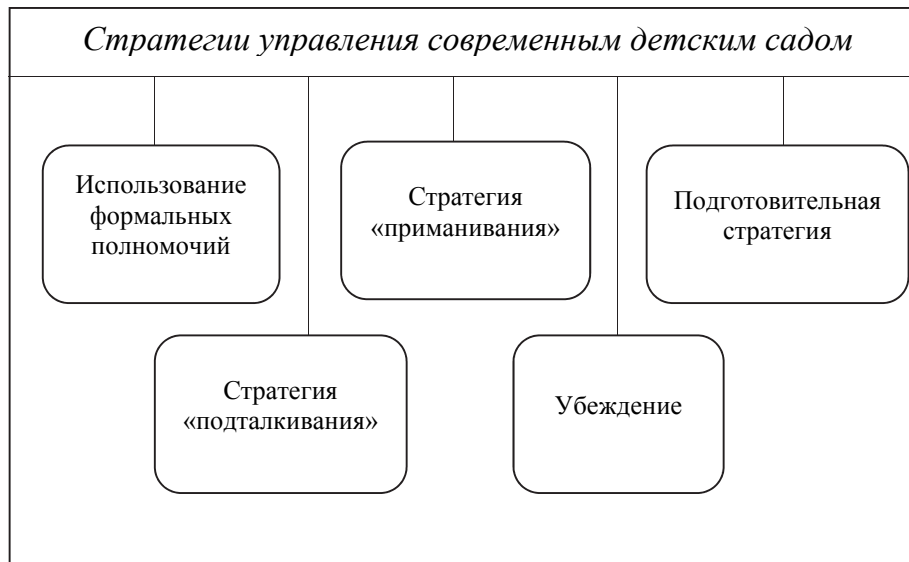 Стратегии управления современным детским садом
Использование
формальных
полномочий
Стратегия
«приманивания»
Подготовительная
стратегия
Стратегия
«подталкивания»
Убеждение